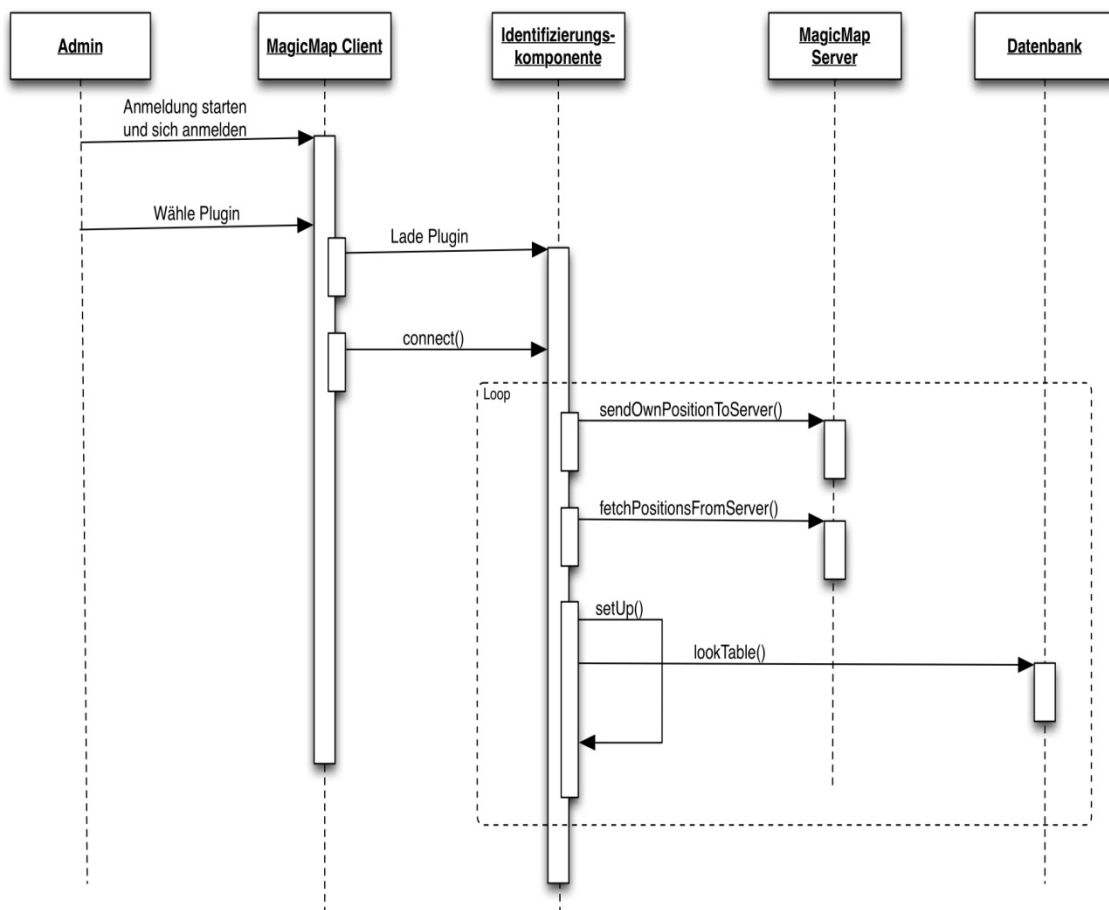 Admin
MagicMap Client
Identifizierungs-
komponente
MagicMap
Server
Datenbank
Anmeldung starten
und sich anmelden
Wähle Plugin
Lade Plugin
connect()
Loop
sendOwnPositionToServer()
fetchPositionsFromServer()
setUp()
lookTable()